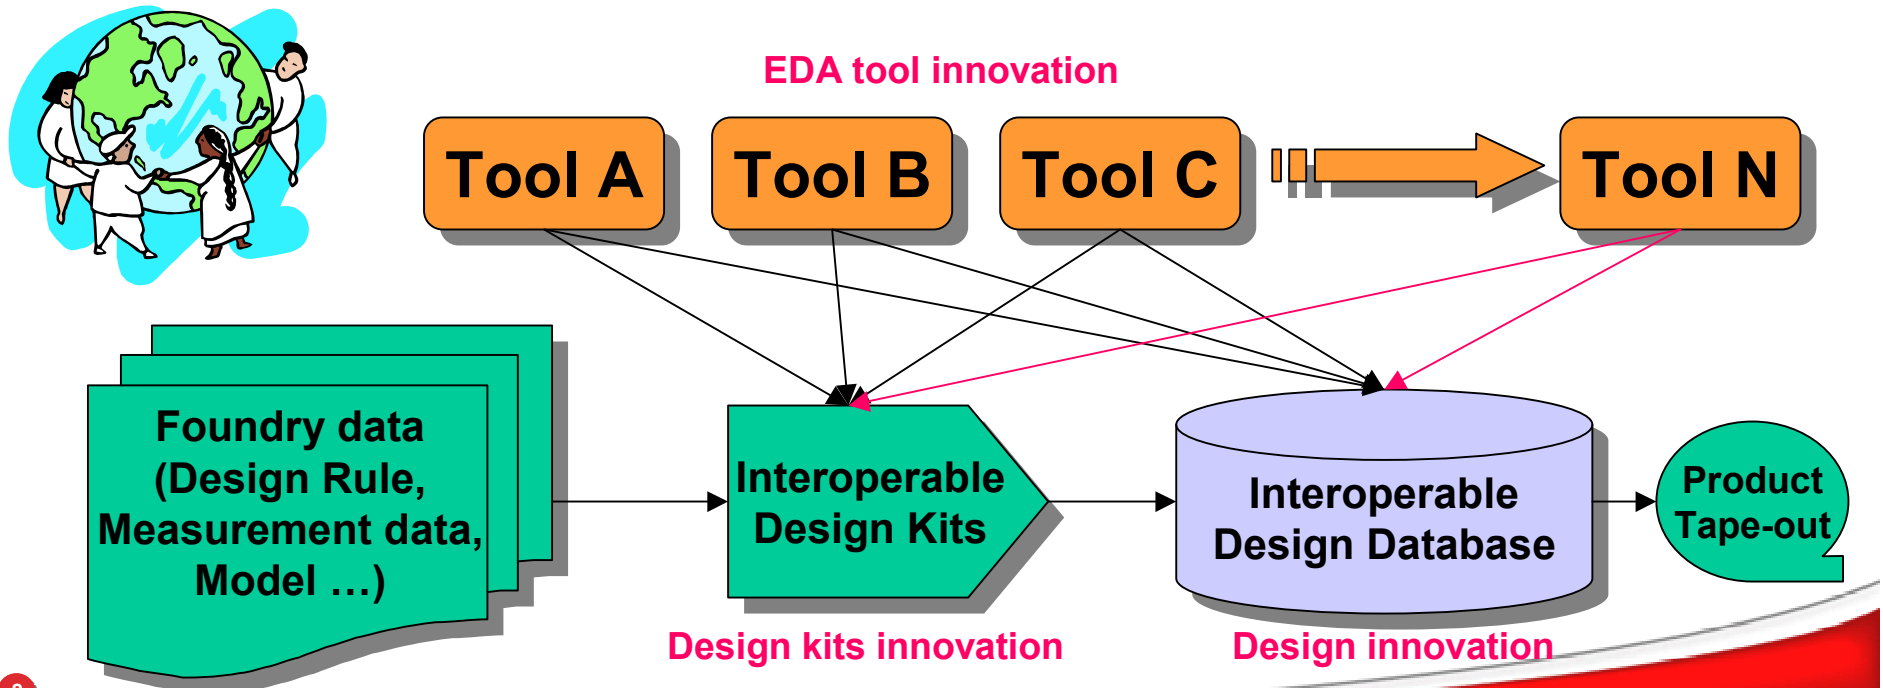 EDA tool innovation
Tool A
Tool B
Tool C
Tool N
Foundry data
(Design Rule,
Measurement data,
Model …)
Interoperable
Design Kits
Interoperable
Design Database
Product
Tape-out
Design kits innovation
Design innovation